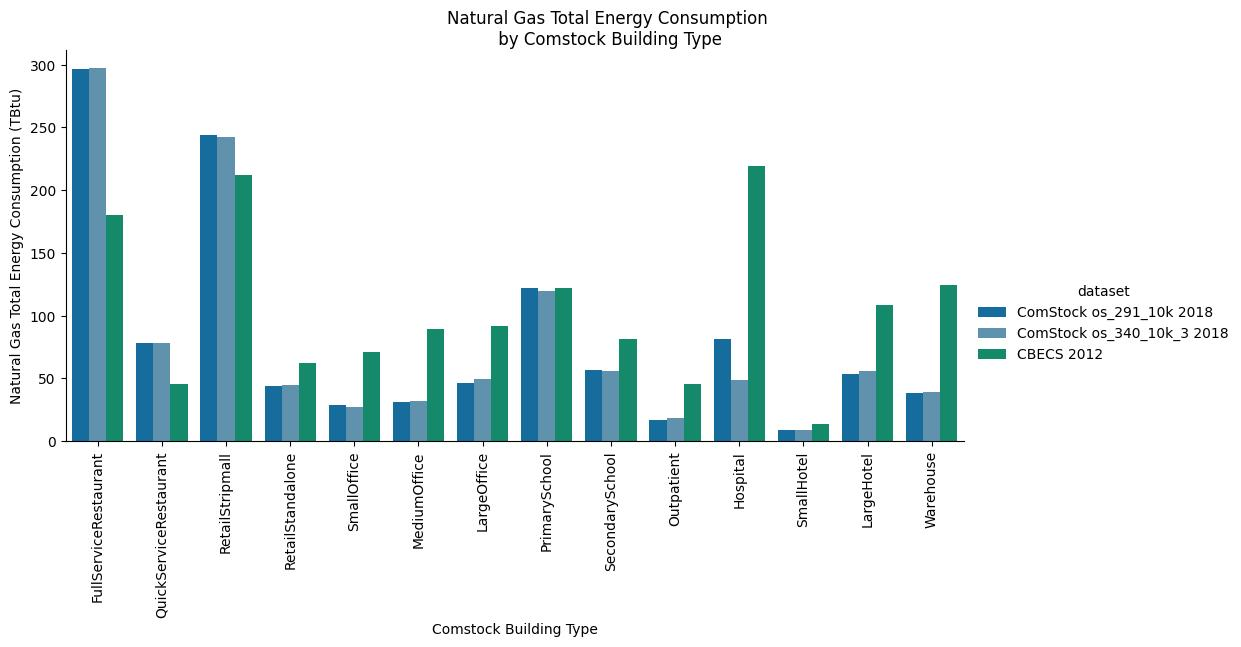 Natural Gas Total Energy Consumption
by Comstock Building Type
Natural Gas Total Energy Consumption (TBtu)
300
250
200
150
100
50
0
FullServiceRestaurant
QuickServiceRestaurant
RetailStripmall
RetailStandalone
SmallOffice
MediumOffice
LargeOffice
PrimarySchool
SecondarySchool
Outpatient
Hospital
SmallHotel
LargeHotel
Warehouse
Comstock Building Type
dataset
ComStock os_291_10k 2018
ComStock os_340_10k_3 2018
CBECS 2012